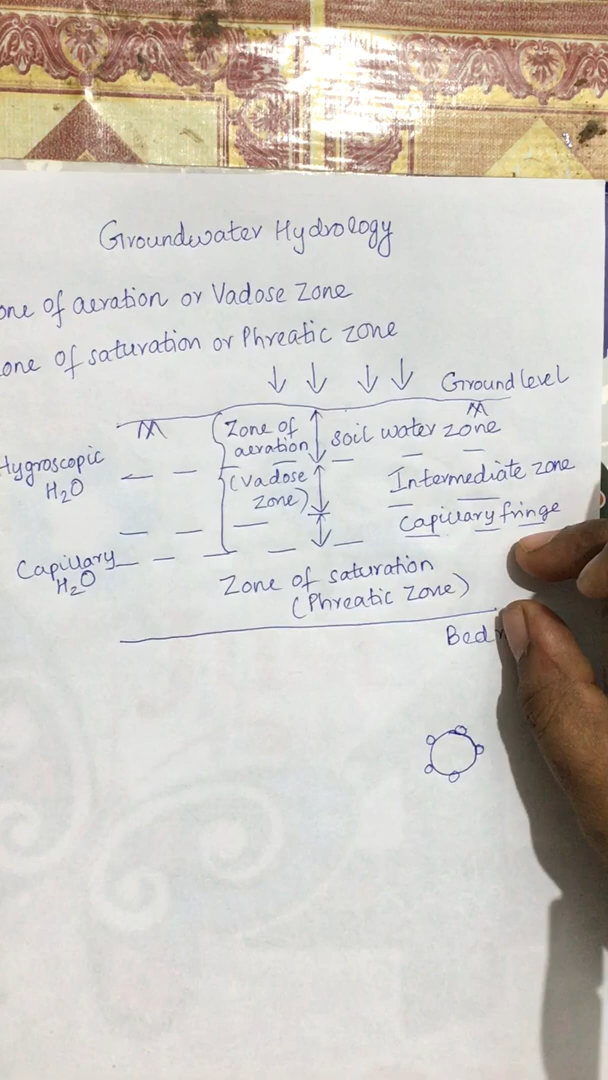 Groundwater Hydrology
one of aeration or Vadose Zone
one of saturation or Phreatic zone
Ground level
Zone of aeration
soil water zone
Hygroscopic H2O
(Vadose Zone)
Intermediate zone
Capillary fringe
Capillary H2O
Zone of saturation
(Phreatic Zone)
Bed